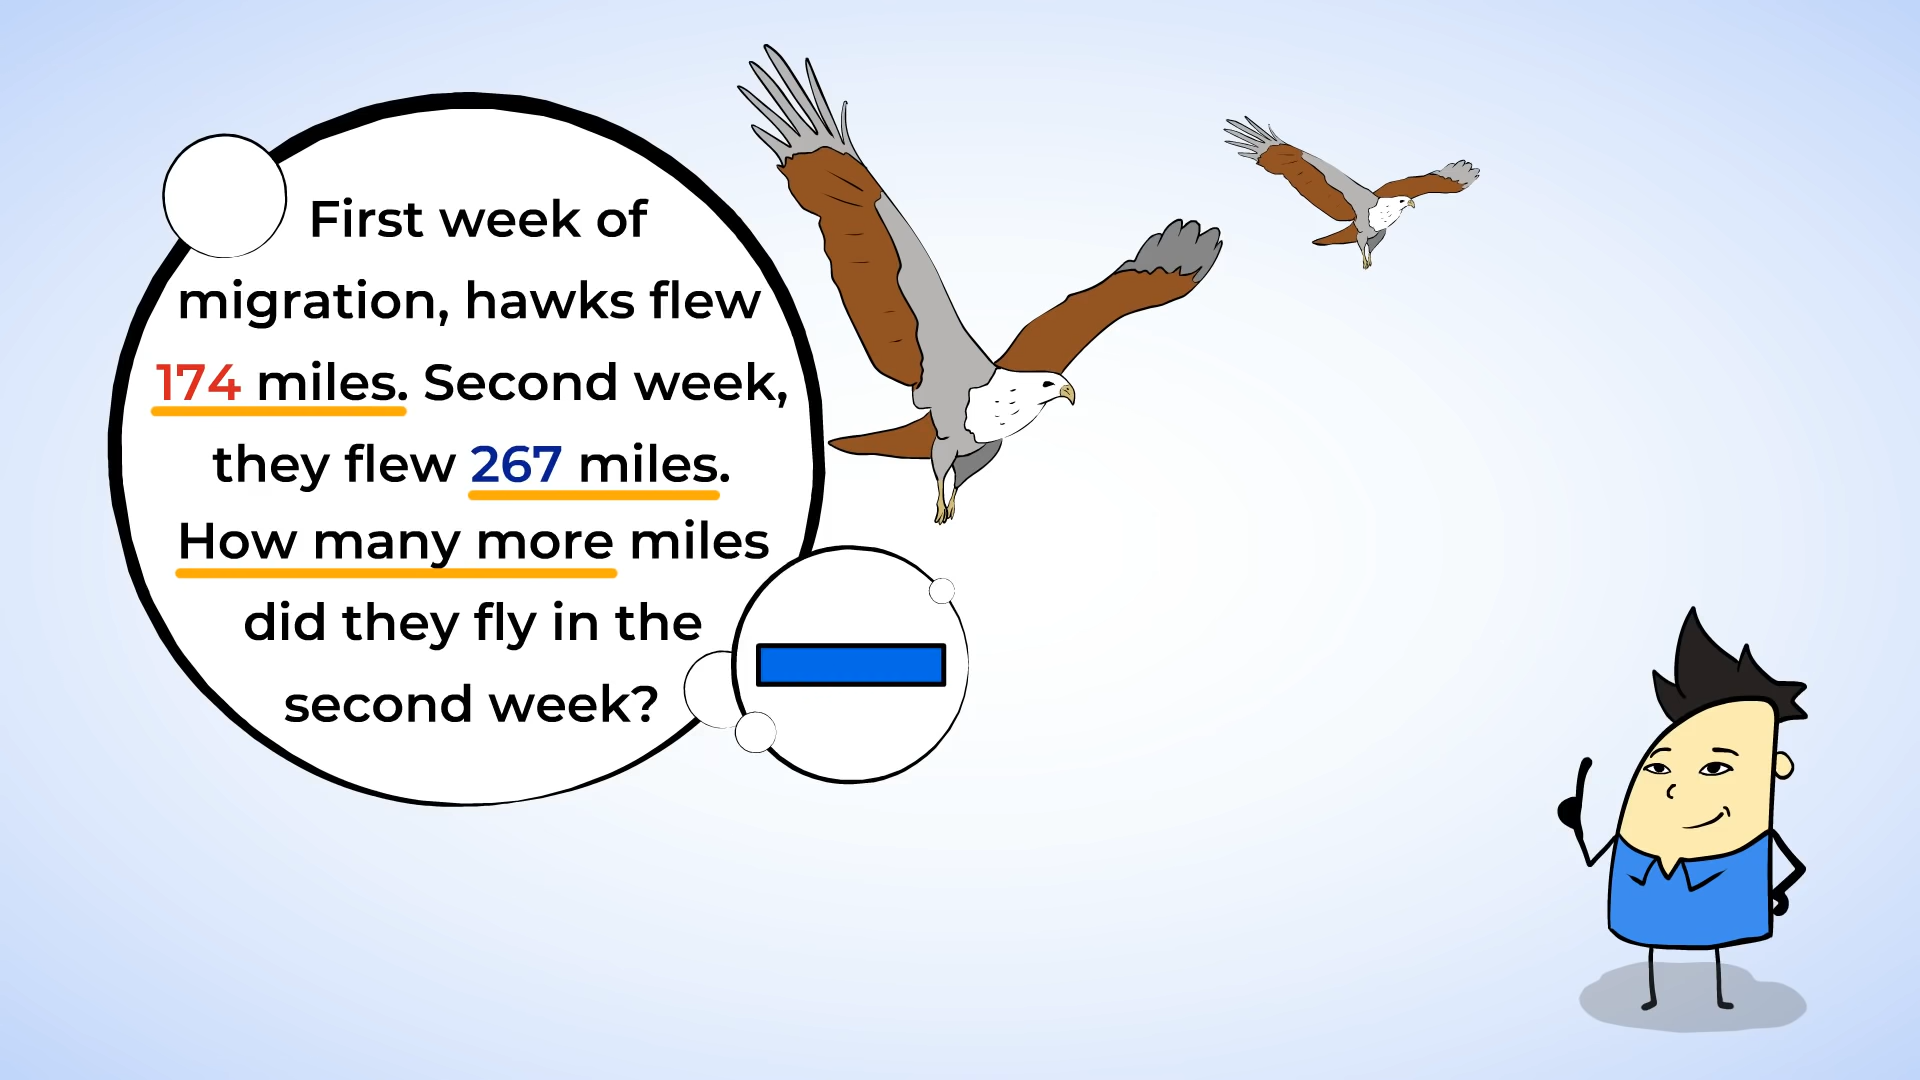 First week of
migration, hawks flew
174 miles. Second week,
they flew 267 miles.
How many more miles
did they fly in the
second week?